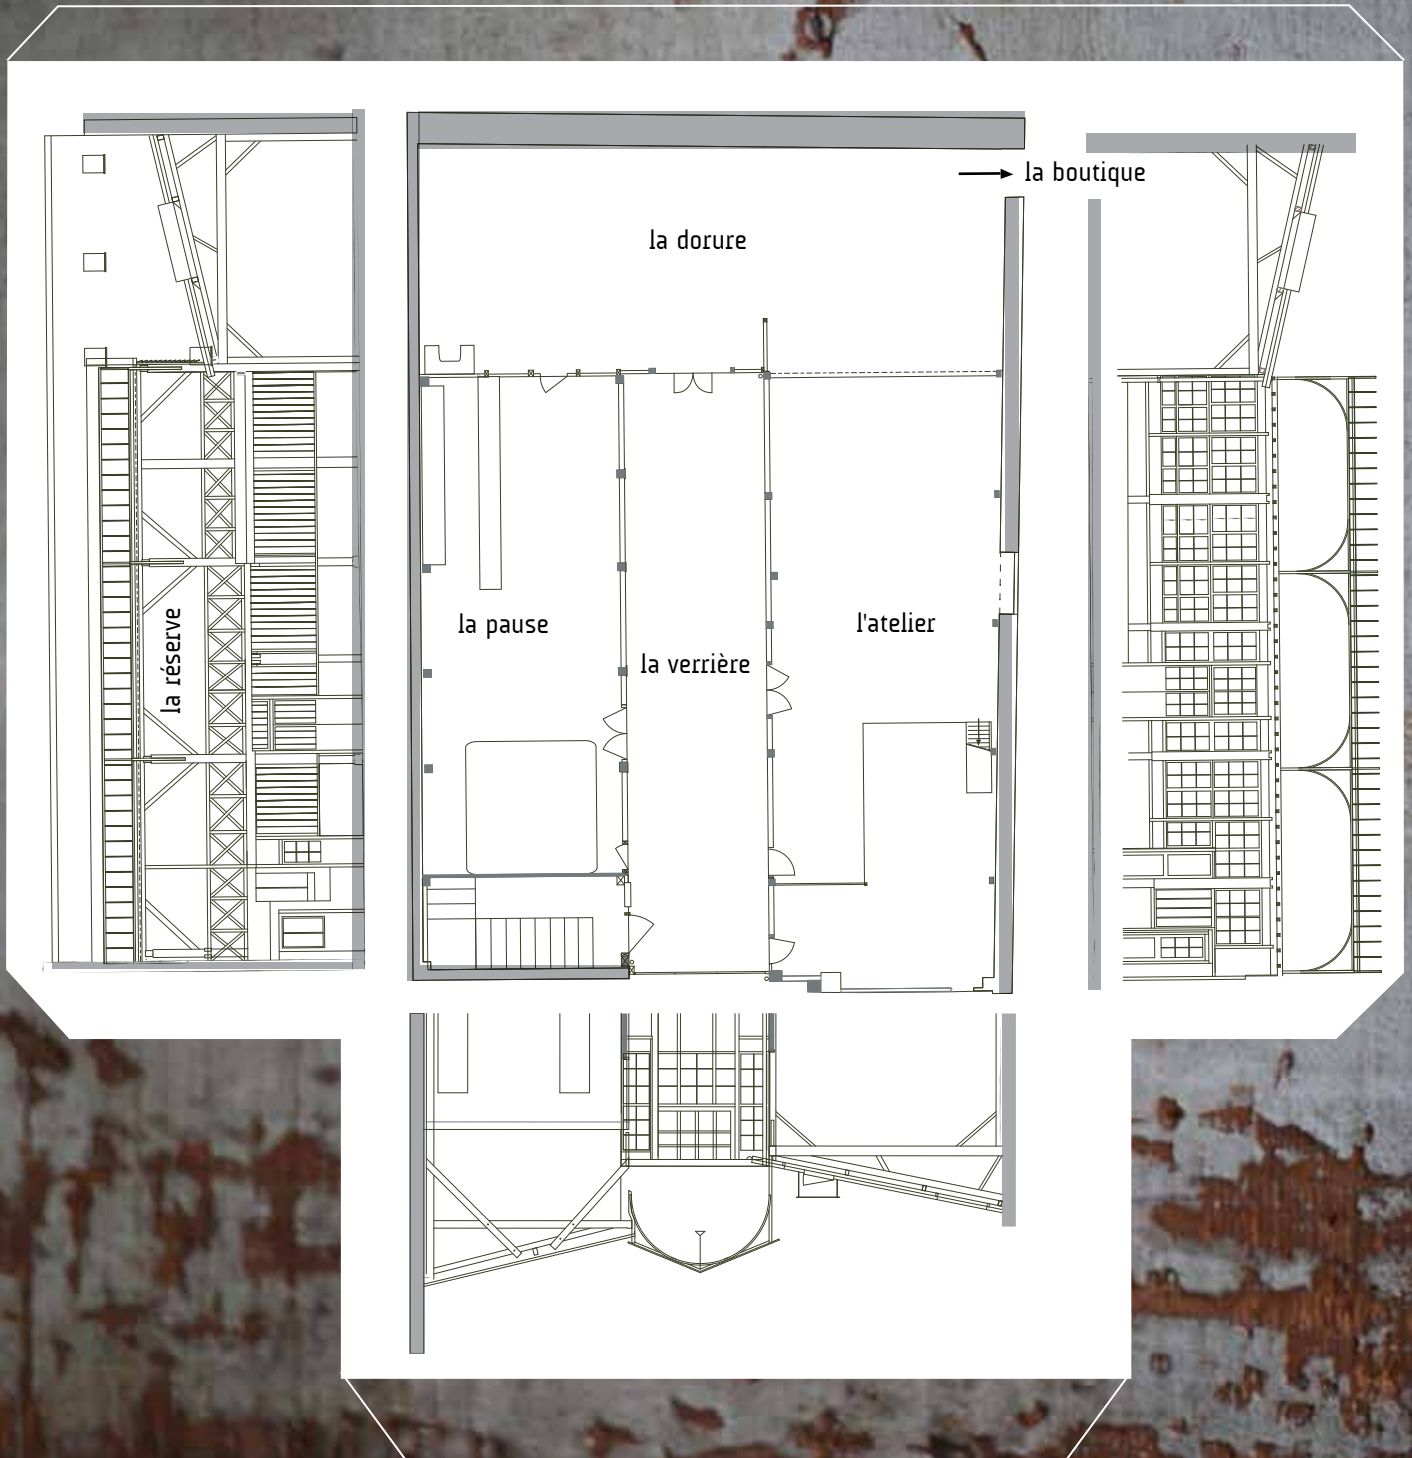 la boutique
la dorure
la réserve
la pause
l'atelier
la verrière